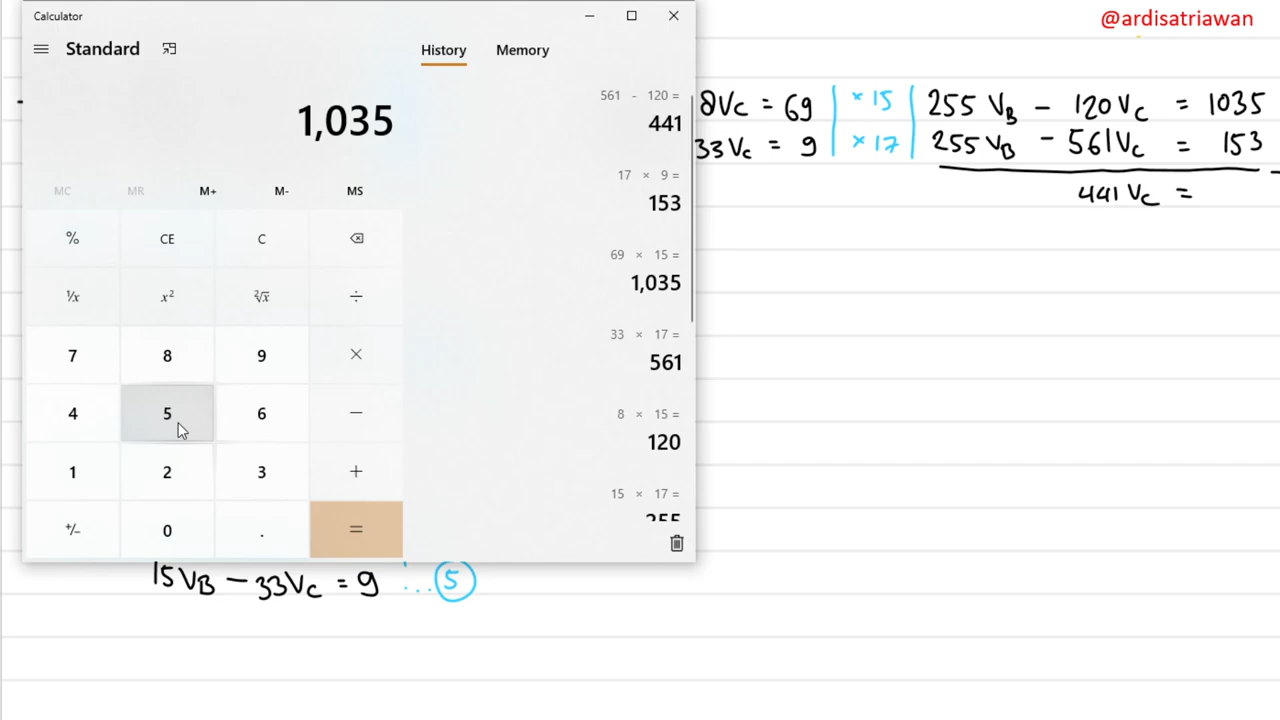 Calculator
@ardisatriawan
Standard
History
Memory
1,035
561 - 120 =
441
17 × 9 =
153
69 × 15 =
1,035
33 × 17 =
561
8 × 15 =
120
15 × 17 =
255
MC MR M+ M- MS
% CE C
¹/x x² ²√x ÷
7 8 9 ×
4 5 6 −
1 2 3 +
+/− 0 . =
8VC = 69 | × 15 | 255 VB − 120 VC = 1035
33VC = 9 | × 17 | 255 VB − 561VC = 153
441 VC =
15VB − 33VC = 9 ...5